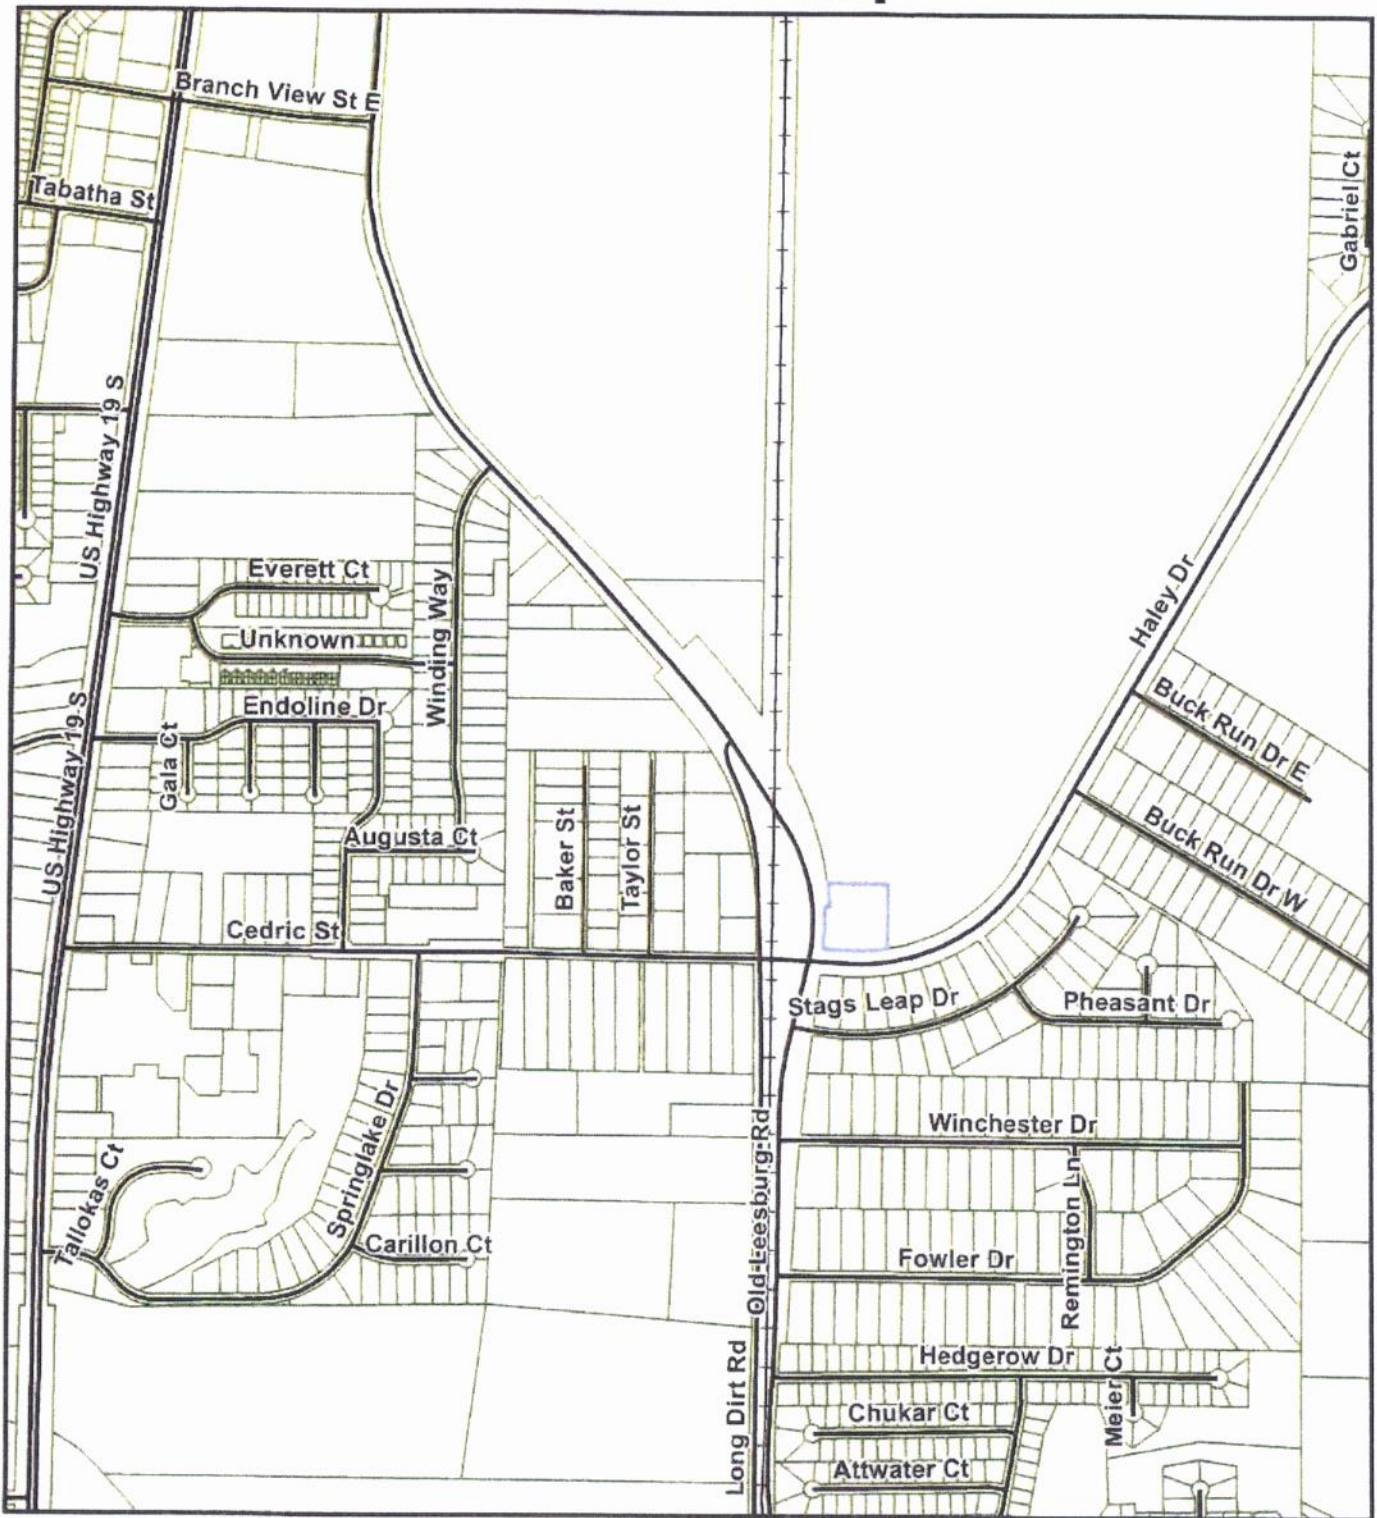 Branch View St E
Tabatha St
Gabriel Ct
US Highway 19 S
Everett Ct
Unknown
Winding Way
Haley Dr
Endoline Dr
Gala Ct
US Highway 19 S
Buck Run Dr E
Augusta Ct
Baker St
Taylor St
Buck Run Dr W
Cedric St
Stags Leap Dr
Pheasant Dr
Springlake Dr
Winchester Dr
Tallokas Ct
Old Leesburg Rd
Remington Ln
Carillon Ct
Fowler Dr
Long Dirt Rd
Hedgerow Dr
Meier Ct
Chukar Ct
Attwater Ct